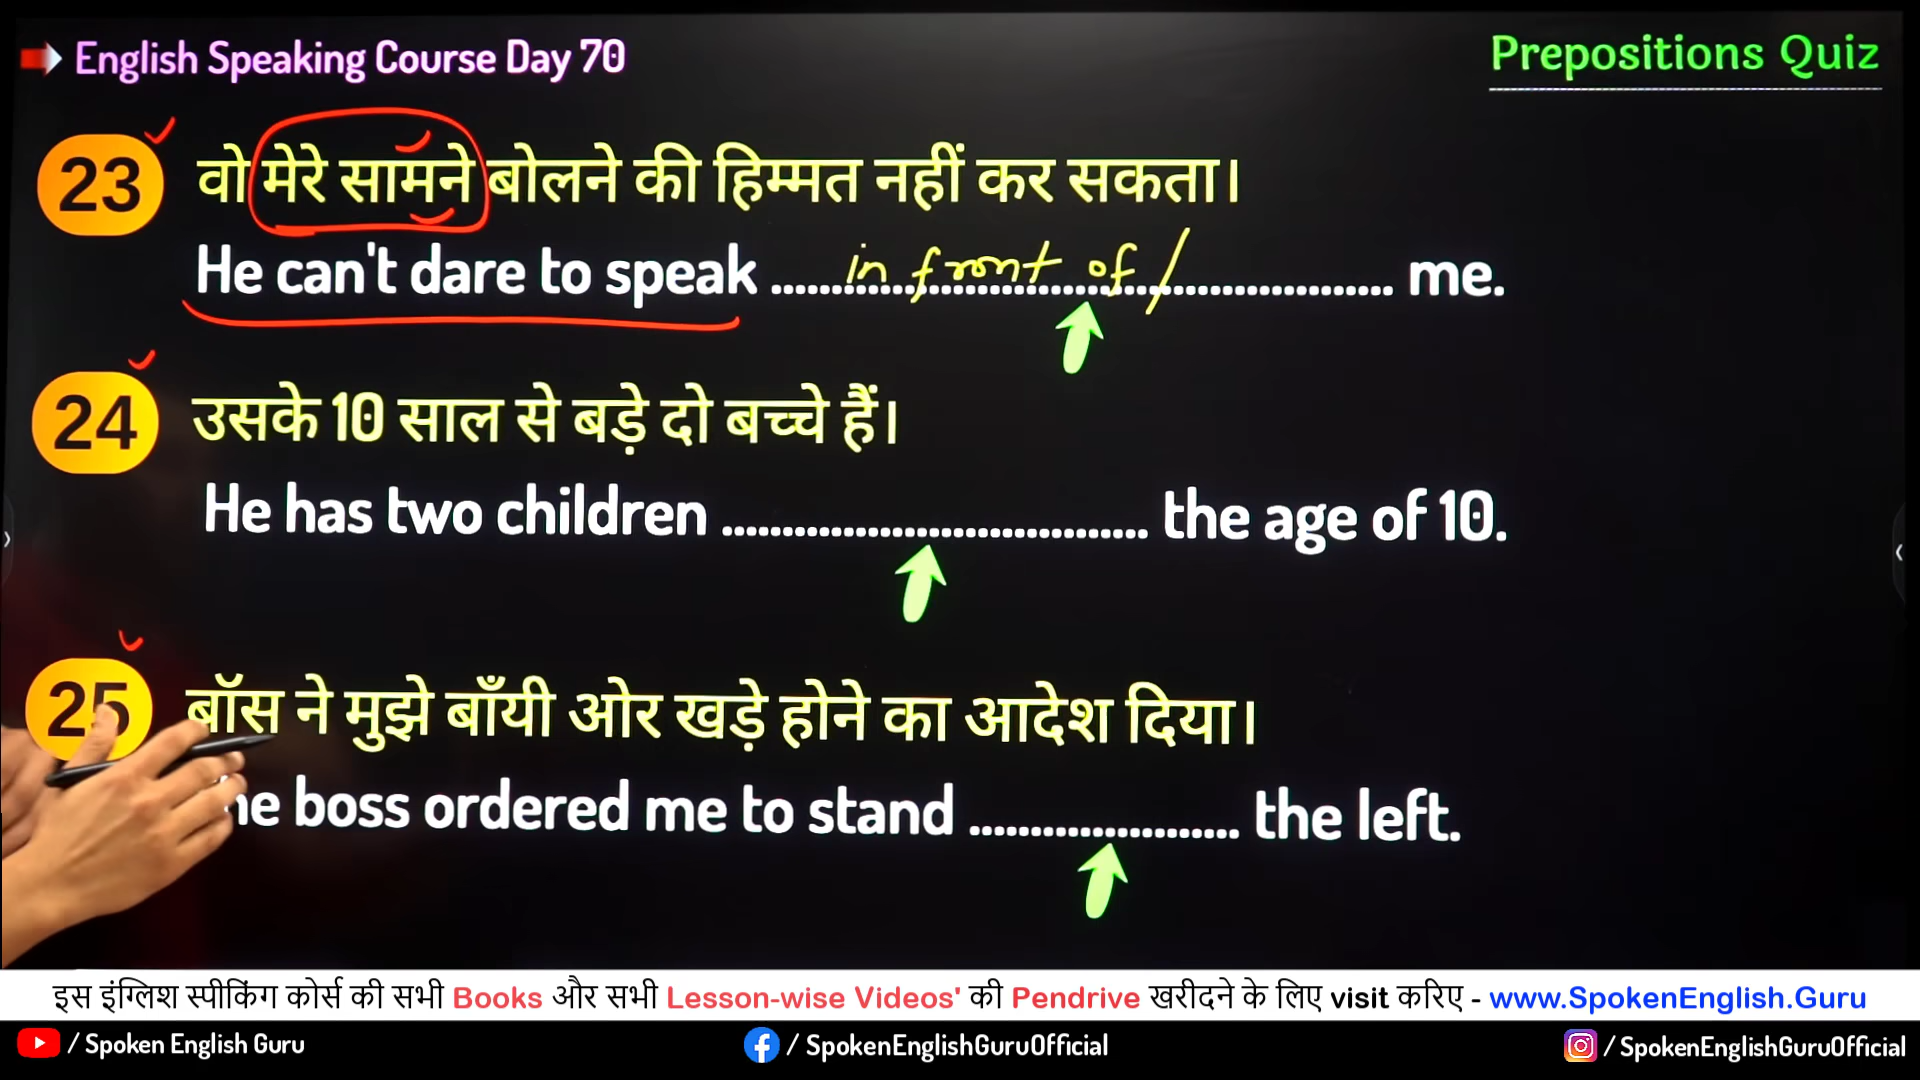 English Speaking Course Day 70
Prepositions Quiz
23 वो मेरे सामने बोलने की हिम्मत नहीं कर सकता।
He can't dare to speak .......in front of /.......... me.
24 उसके 10 साल से बड़े दो बच्चे हैं।
He has two children .................................. the age of 10.
25 बॉस ने मुझे बाँयी ओर खड़े होने का आदेश दिया।
he boss ordered me to stand ...................... the left.
इस इंग्लिश स्पीकिंग कोर्स की सभी Books और सभी Lesson-wise Videos' की Pendrive खरीदने के लिए visit करिए - www.SpokenEnglish.Guru
/ Spoken English Guru
/ SpokenEnglishGuruOfficial
/ SpokenEnglishGuruOfficial